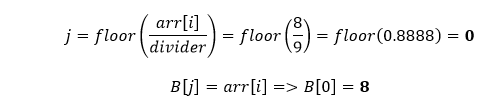 j = floor(arr[i]/divider) = floor(8/9) = floor(0.8888) = 0
B[j] = arr[i] => B[0] = 8